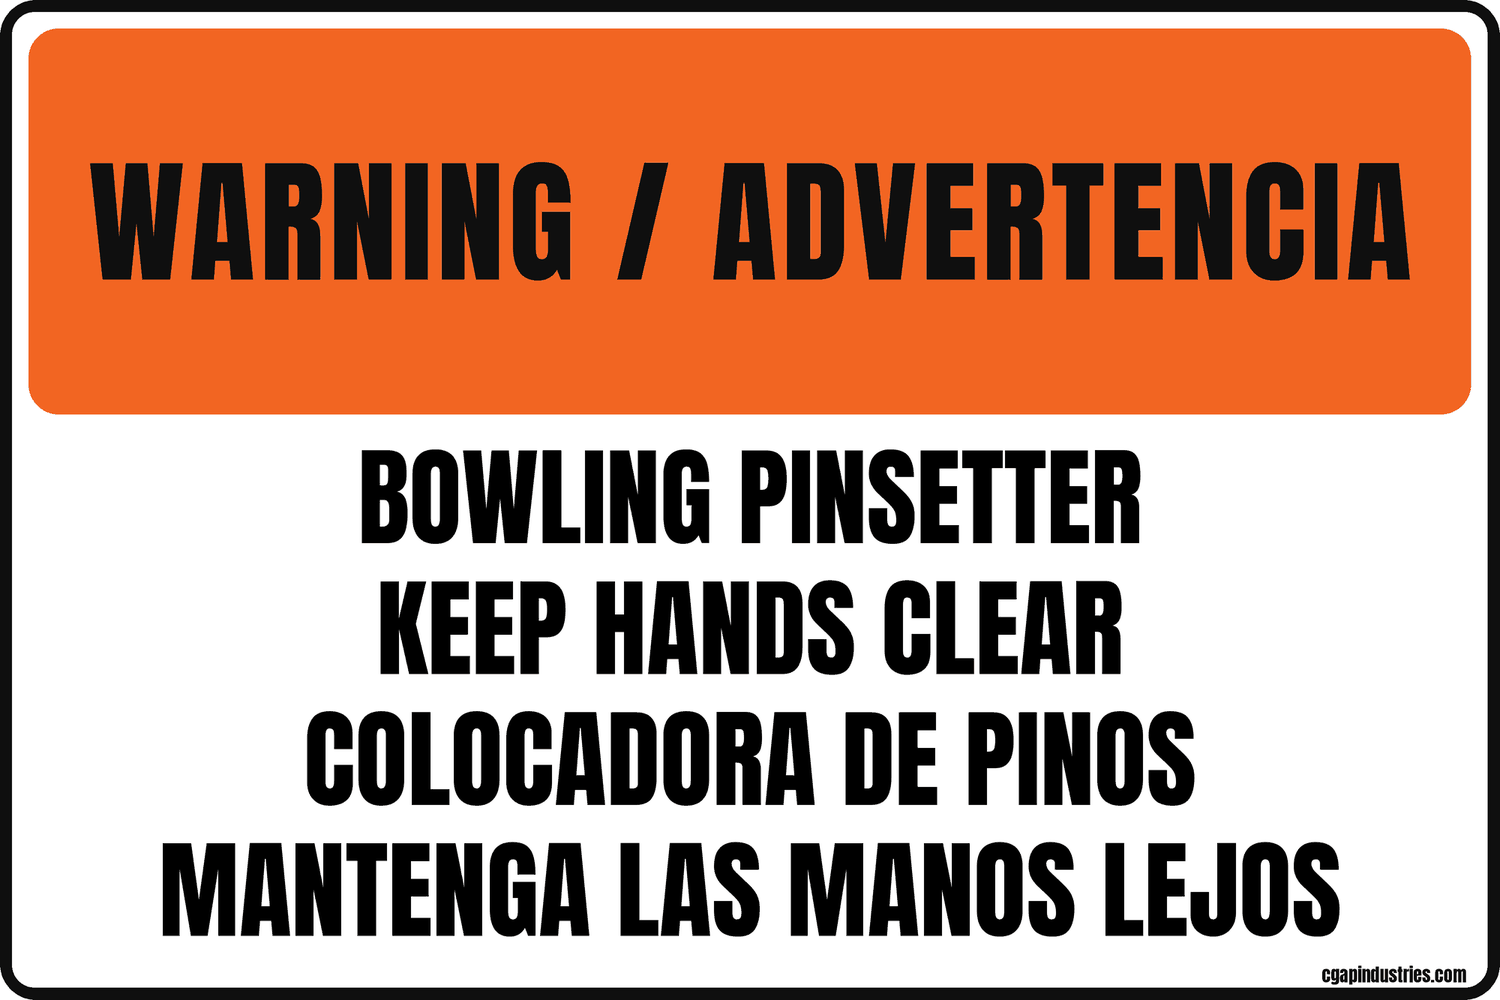 WARNING / ADVERTENCIA
BOWLING PINSETTER
KEEP HANDS CLEAR
COLOCADORA DE PINOS
MANTENGA LAS MANOS LEJOS
cgapindustries.com